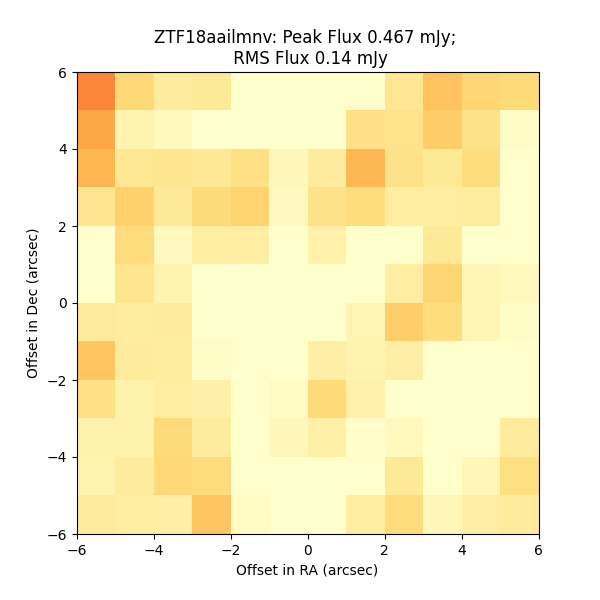 ZTF18aailmnv: Peak Flux 0.467 mJy;
RMS Flux 0.14 mJy
6
4
2
0
−2
−4
−6
Offset in Dec (arcsec)
−6 −4 −2 0 2 4 6
Offset in RA (arcsec)